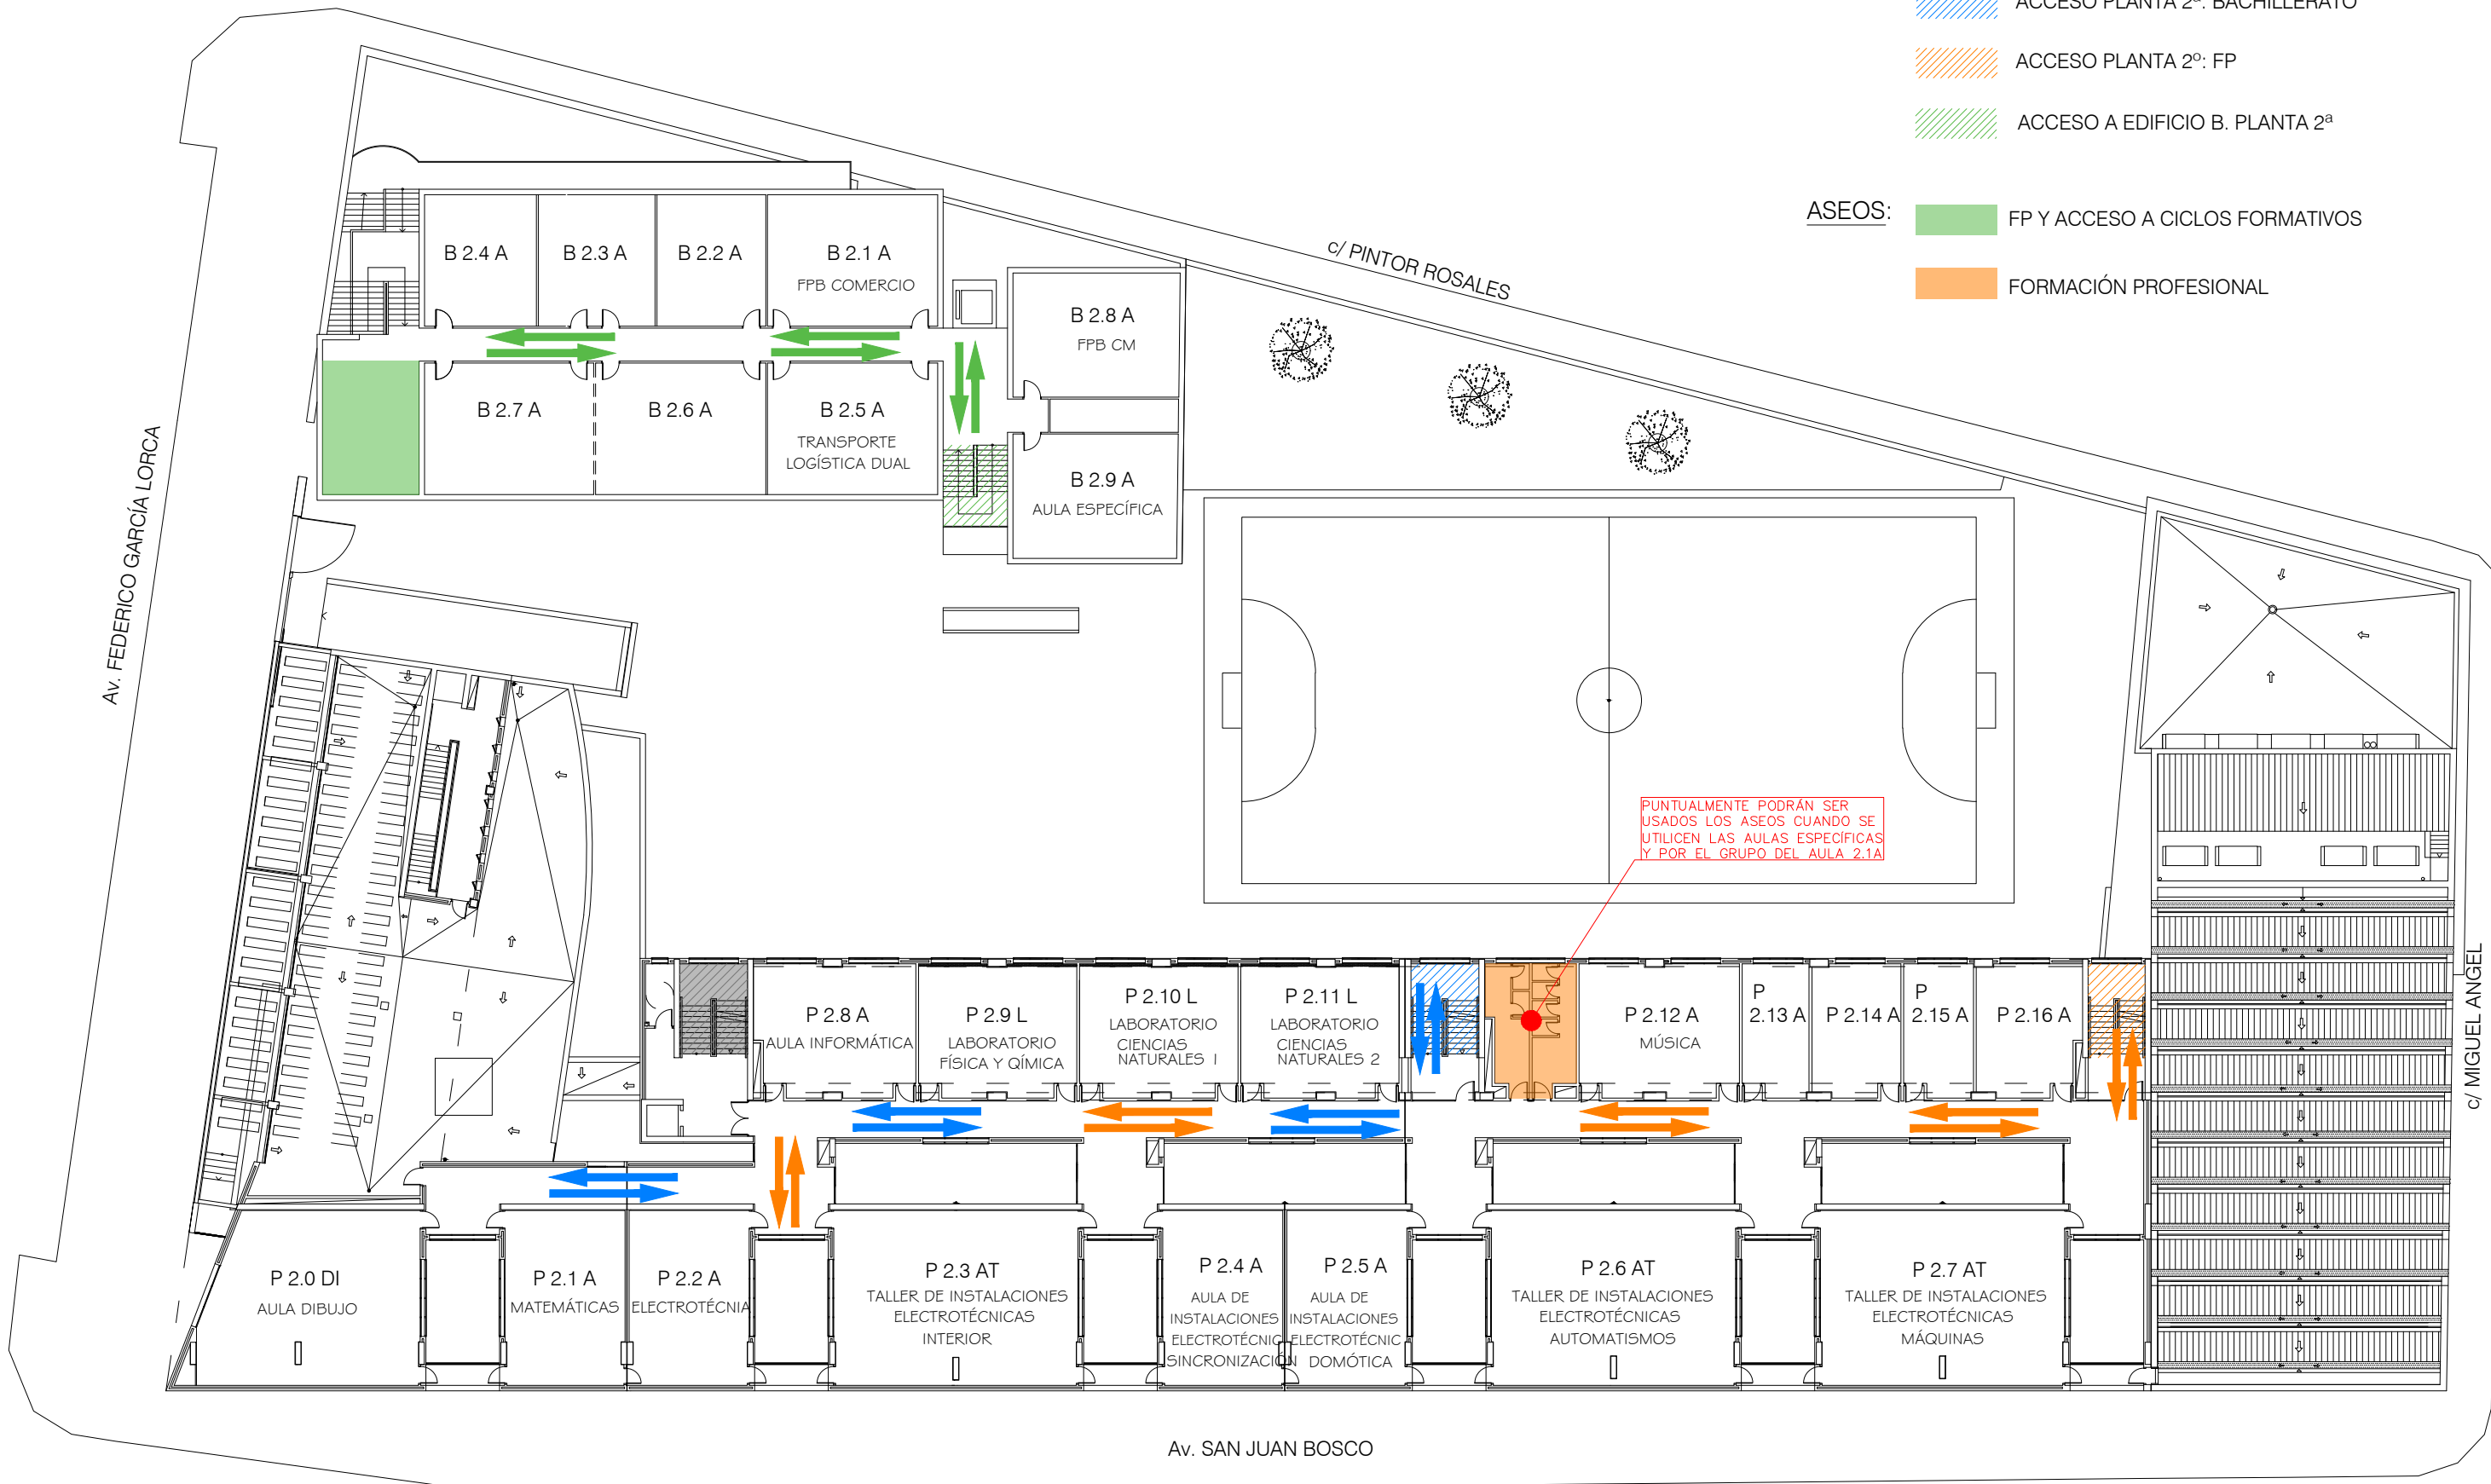 ACCESO PLANTA 2ª: BACHILLERATO
ACCESO PLANTA 2º: FP
ACCESO A EDIFICIO B. PLANTA 2ª
ASEOS:
FP Y ACCESO A CICLOS FORMATIVOS
FORMACIÓN PROFESIONAL
c/ PINTOR ROSALES
B 2.4 A
B 2.3 A
B 2.2 A
B 2.1 A
FPB COMERCIO
B 2.8 A
FPB CM
B 2.7 A
B 2.6 A
B 2.5 A
TRANSPORTE
LOGÍSTICA DUAL
B 2.9 A
AULA ESPECÍFICA
Av. FEDERICO GARCÍA LORCA
PUNTUALMENTE PODRÁN SER
USADOS LOS ASEOS CUANDO SE
UTILICEN LAS AULAS ESPECÍFICAS
Y POR EL GRUPO DEL AULA 2.1A
c/ MIGUEL ANGEL
P 2.8 A
AULA INFORMÁTICA
P 2.9 L
LABORATORIO
FÍSICA Y QÍMICA
P 2.10 L
LABORATORIO
CIENCIAS
NATURALES 1
P 2.11 L
LABORATORIO
CIENCIAS
NATURALES 2
P 2.12 A
MÚSICA
P
2.13 A
P 2.14 A
P
2.15 A
P 2.16 A
P 2.0 DI
AULA DIBUJO
P 2.1 A
MATEMÁTICAS
P 2.2 A
ELECTROTÉCNIA
P 2.3 AT
TALLER DE INSTALACIONES
ELECTROTÉCNICAS
INTERIOR
P 2.4 A
AULA DE
INSTALACIONES
ELECTROTÉCNIC
SINCRONIZACIÓN
P 2.5 A
AULA DE
INSTALACIONES
ELECTROTÉCNIC
DOMÓTICA
P 2.6 AT
TALLER DE INSTALACIONES
ELECTROTÉCNICAS
AUTOMATISMOS
P 2.7 AT
TALLER DE INSTALACIONES
ELECTROTÉCNICAS
MÁQUINAS
Av. SAN JUAN BOSCO